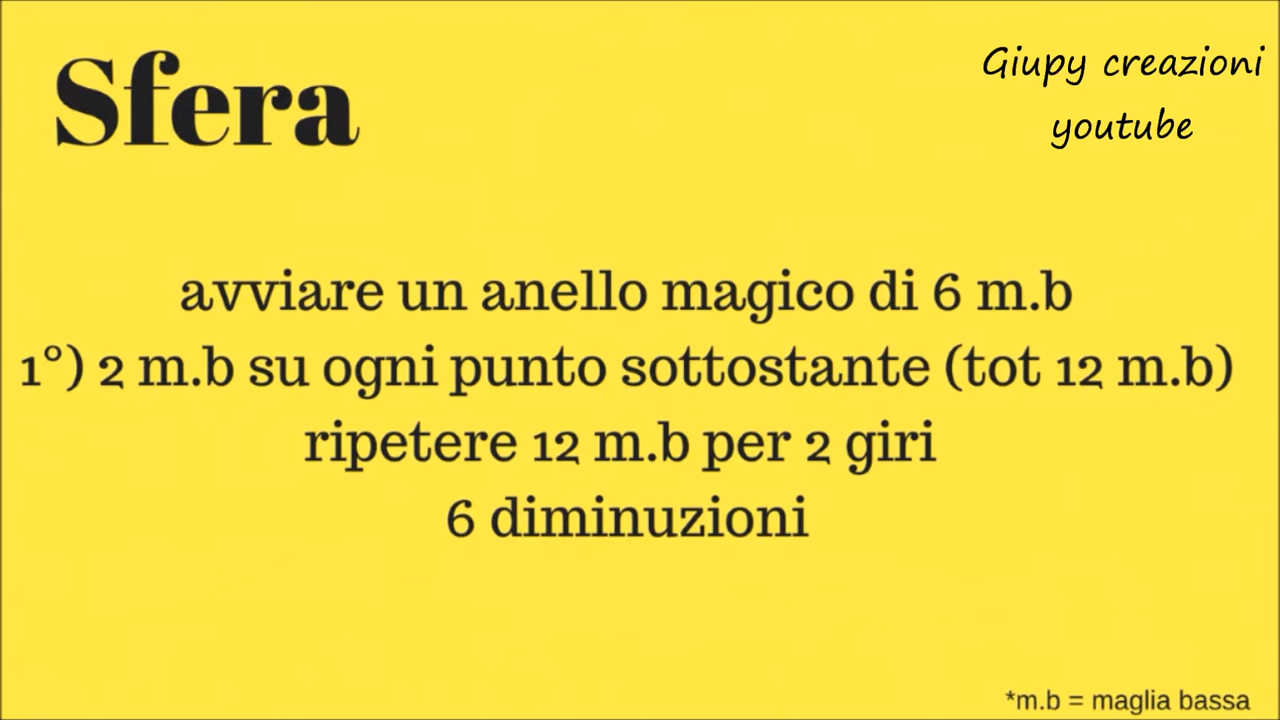 Sfera
Giupy creazioni
youtube
avviare un anello magico di 6 m.b
1°) 2 m.b su ogni punto sottostante (tot 12 m.b)
ripetere 12 m.b per 2 giri
6 diminuzioni
*m.b = maglia bassa